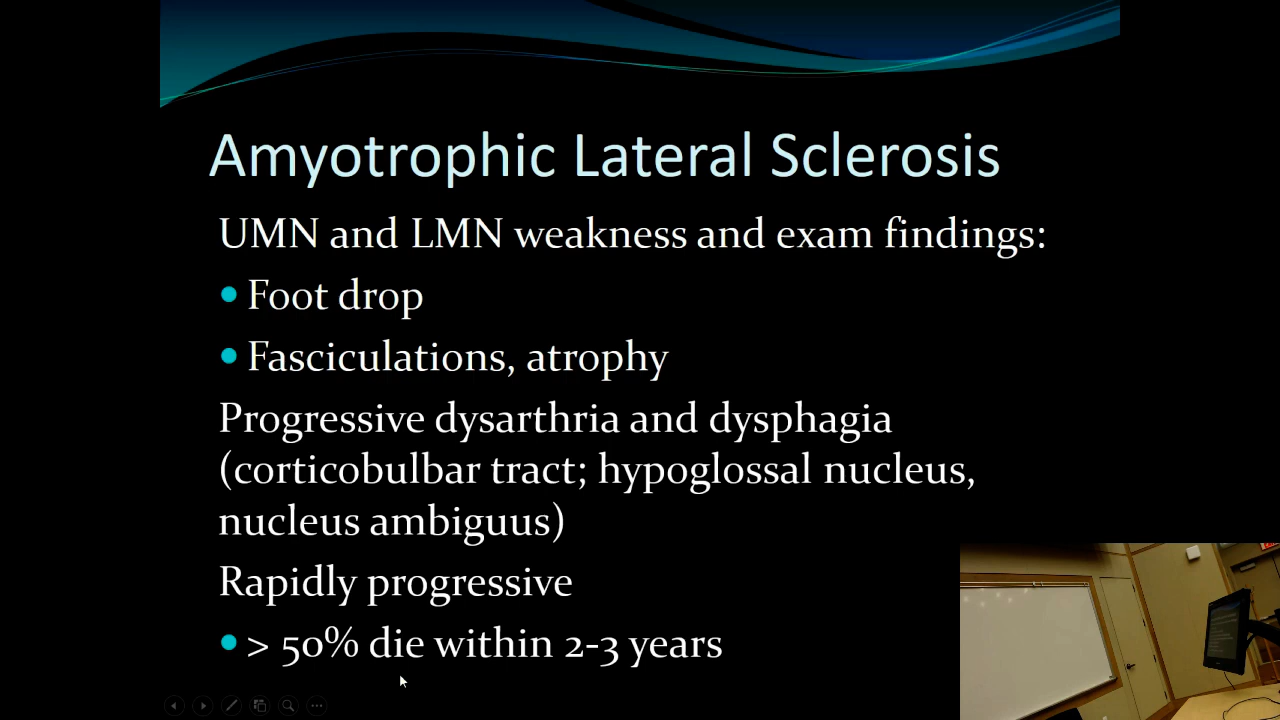 Amyotrophic Lateral Sclerosis
UMN and LMN weakness and exam findings:
• Foot drop
• Fasciculations, atrophy
Progressive dysarthria and dysphagia
(corticobulbar tract; hypoglossal nucleus,
nucleus ambiguus)
Rapidly progressive
• > 50% die within 2-3 years